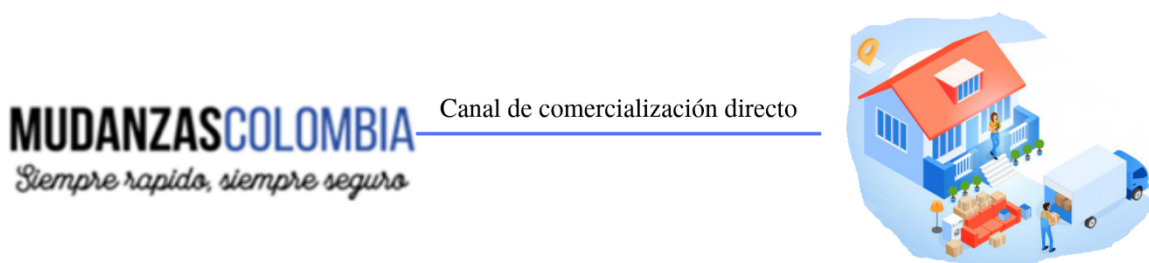 MUDANZASCOLOMBIA
Siempre rapido, siempre seguro
Canal de comercialización directo